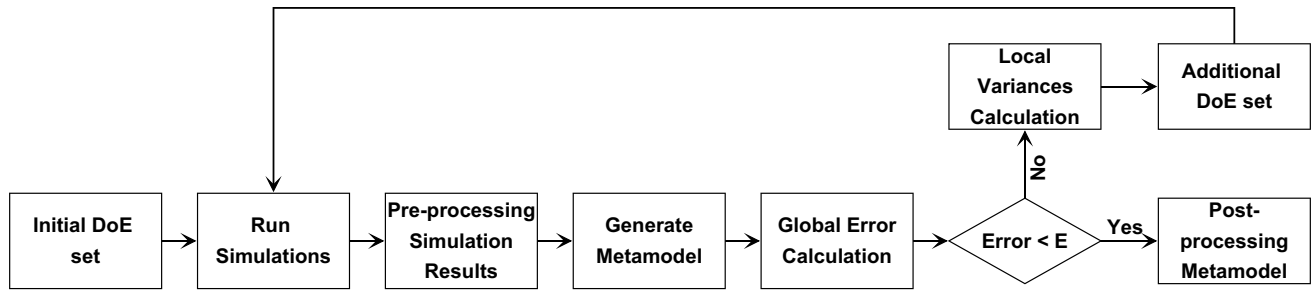 Local
Variances
Calculation
Additional
DoE set
No
Initial DoE
set
Run
Simulations
Pre-processing
Simulation
Results
Generate
Metamodel
Global Error
Calculation
Error < E
Yes
Post-
processing
Metamodel